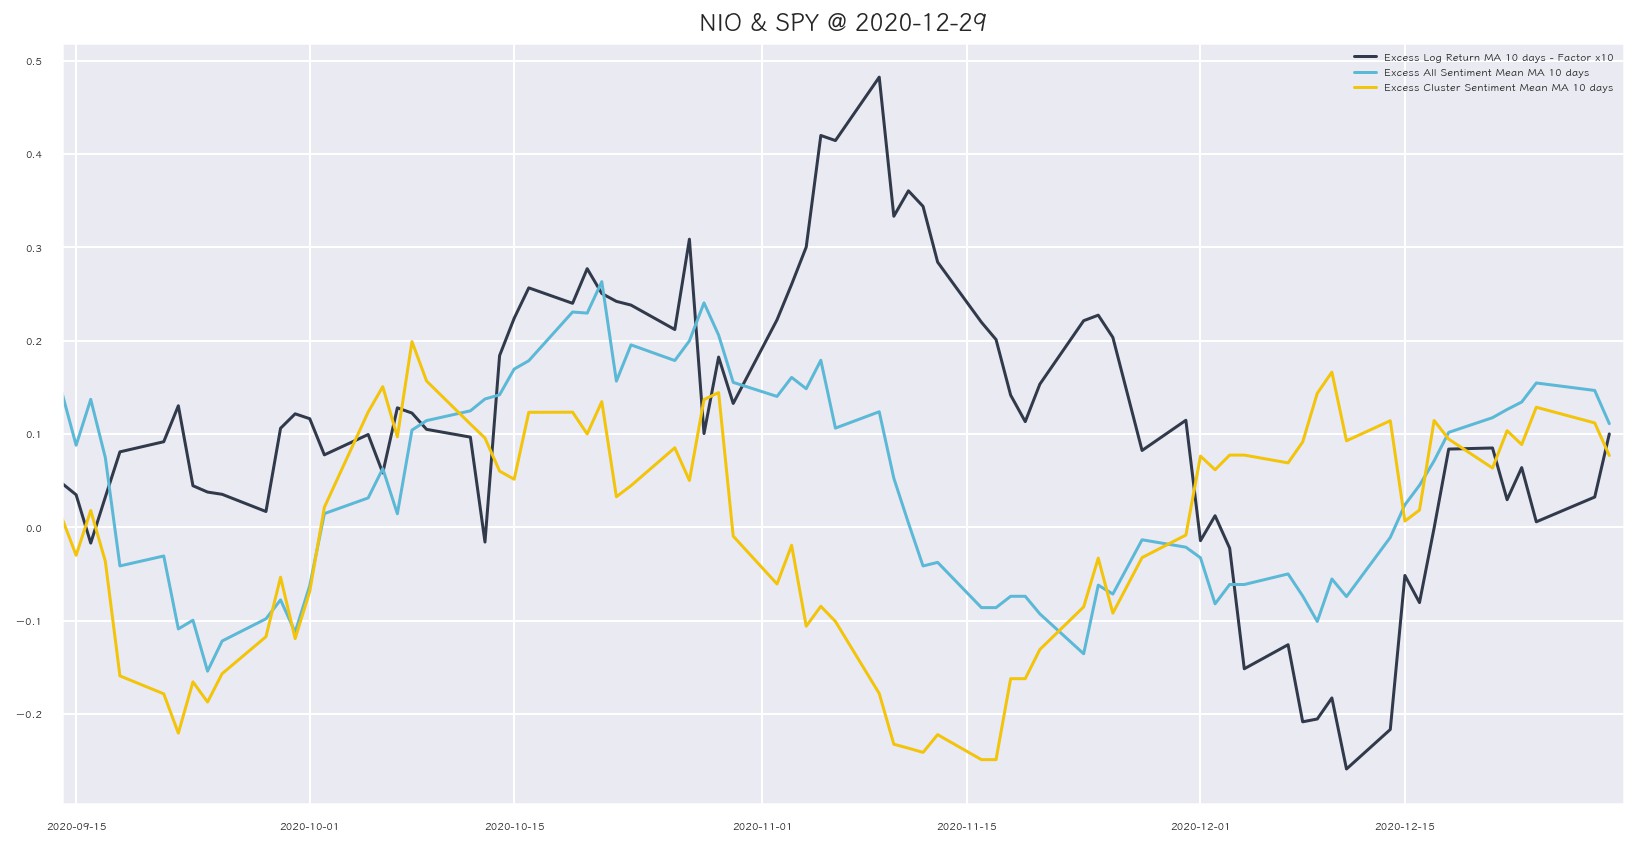 NIO & SPY @ 2020-12-29
Excess Log Return MA 10 days - Factor x10
Excess All Sentiment Mean MA 10 days
Excess Cluster Sentiment Mean MA 10 days
0.5
0.4
0.3
0.2
0.1
0.0
−0.1
−0.2
2020-09-15 2020-10-01 2020-10-15 2020-11-01 2020-11-15 2020-12-01 2020-12-15